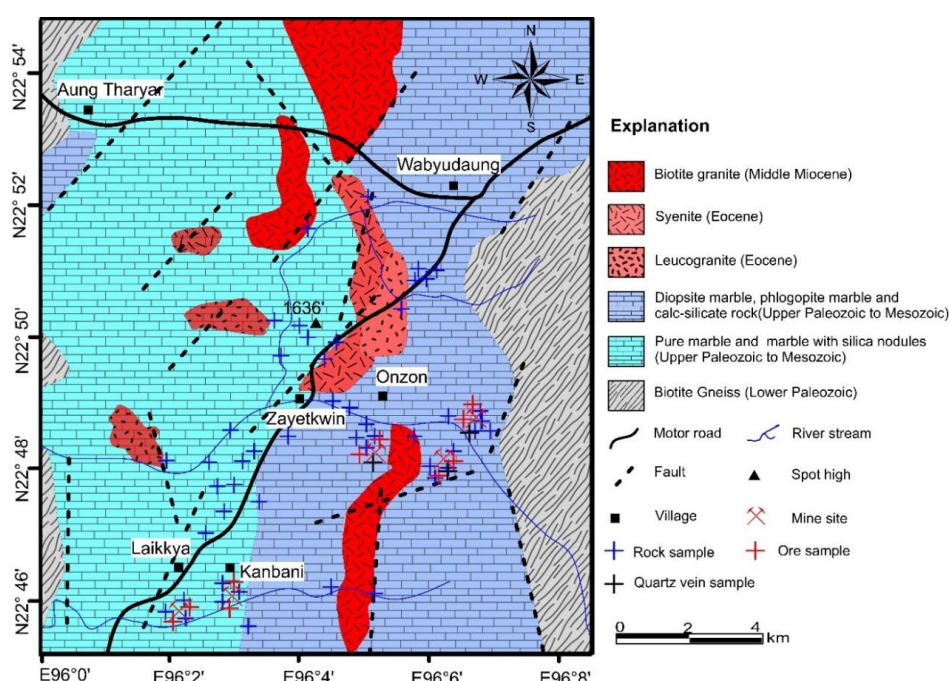 N22° 54'
N22° 52'
N22° 50'
N22° 48'
N22° 46'
E96°0'
E96°2'
E96°4'
E96°6'
E96°8'
N
W
E
S
Aung Tharyar
Wabyudaung
1636'
Onzon
Zayetkwin
Laikkya
Kanbani
Explanation
Biotite granite (Middle Miocene)
Syenite (Eocene)
Leucogranite (Eocene)
Diopsite marble, phlogopite marble and
calc-silicate rock(Upper Paleozoic to Mesozoic)
Pure marble and marble with silica nodules
(Upper Paleozoic to Mesozoic)
Biotite Gneiss (Lower Paleozoic)
Motor road
River stream
Fault
Spot high
Village
Mine site
Rock sample
Ore sample
Quartz vein sample
0 2 4
km